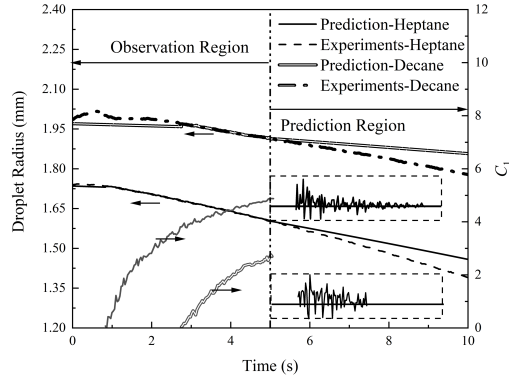 2.40
2.25
2.10
1.95
1.80
1.65
1.50
1.35
1.20
Droplet Radius (mm)
Observation Region
Prediction-Heptane
Experiments-Heptane
Prediction-Decane
Experiments-Decane
Prediction Region
12
10
8
6
4
2
0
C1
0
2
4
6
8
10
Time (s)